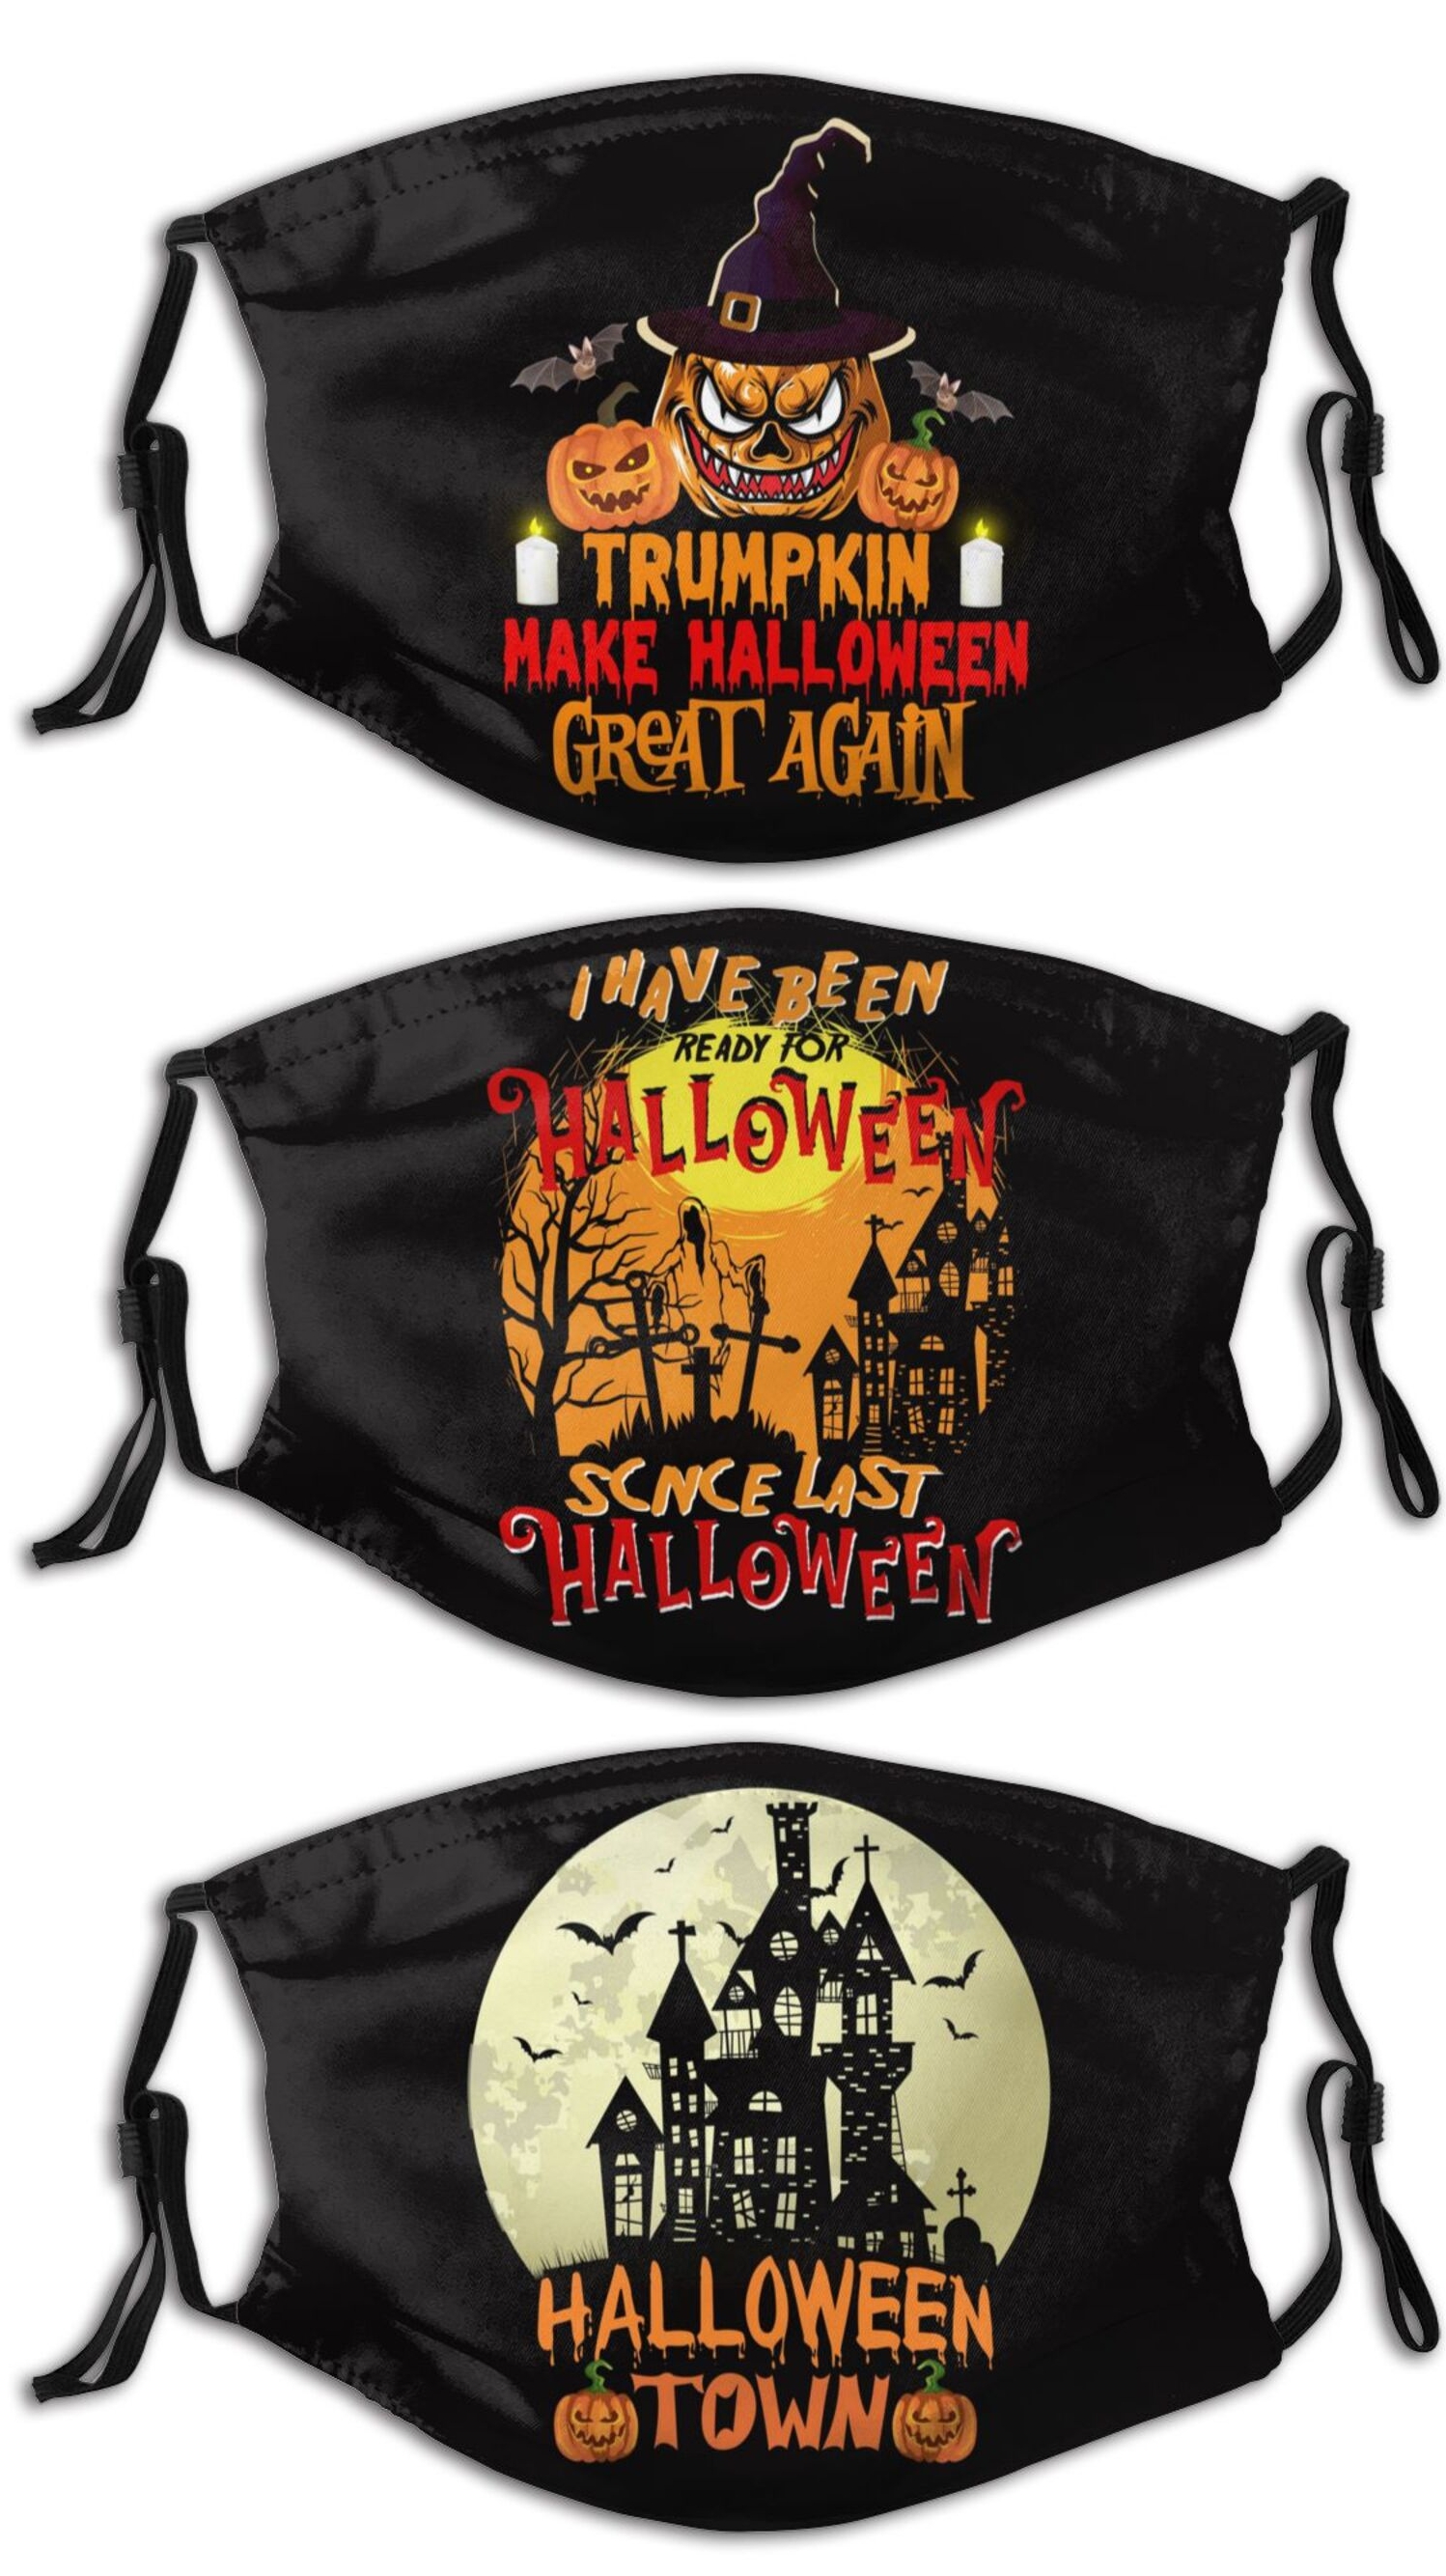 TRUMPKIN
MAKE HALLOWEEN
GReAT AGAiN
I HAVE BEEN
READY FOR
HALLOWEEN
SCNCE LAST
HALLOWEEN
HALLOWEEN
TOWN